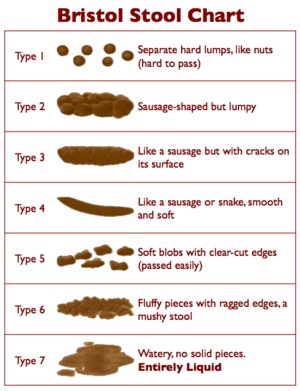 Bristol Stool Chart
Type 1
Separate hard lumps, like nuts
(hard to pass)
Type 2
Sausage-shaped but lumpy
Type 3
Like a sausage but with cracks on
its surface
Type 4
Like a sausage or snake, smooth
and soft
Type 5
Soft blobs with clear-cut edges
(passed easily)
Type 6
Fluffy pieces with ragged edges, a
mushy stool
Type 7
Watery, no solid pieces.
Entirely Liquid